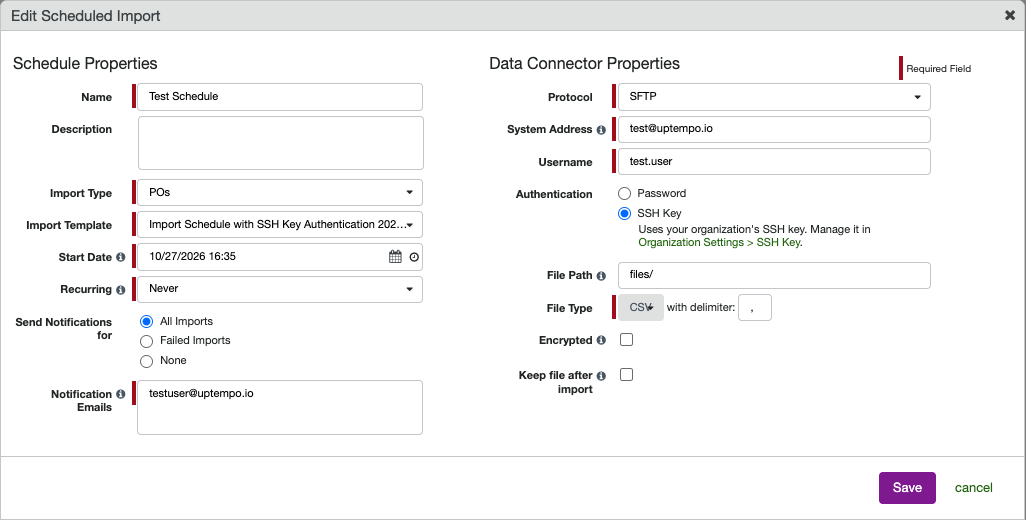 Edit Scheduled Import
Schedule Properties
Name
Test Schedule
Description
Import Type
POs
Import Template
Import Schedule with SSH Key Authentication 202...
Start Date
10/27/2026 16:35
Recurring
Never
Send Notifications
for
All Imports
Failed Imports
None
Notification
Emails
testuser@uptempo.io
Data Connector Properties
Required Field
Protocol
SFTP
System Address
test@uptempo.io
Username
test.user
Authentication
Password
SSH Key
Uses your organization's SSH key. Manage it in
Organization Settings > SSH Key.
File Path
files/
File Type
CSV
with delimiter:
,
Encrypted
Keep file after
import
Save
cancel